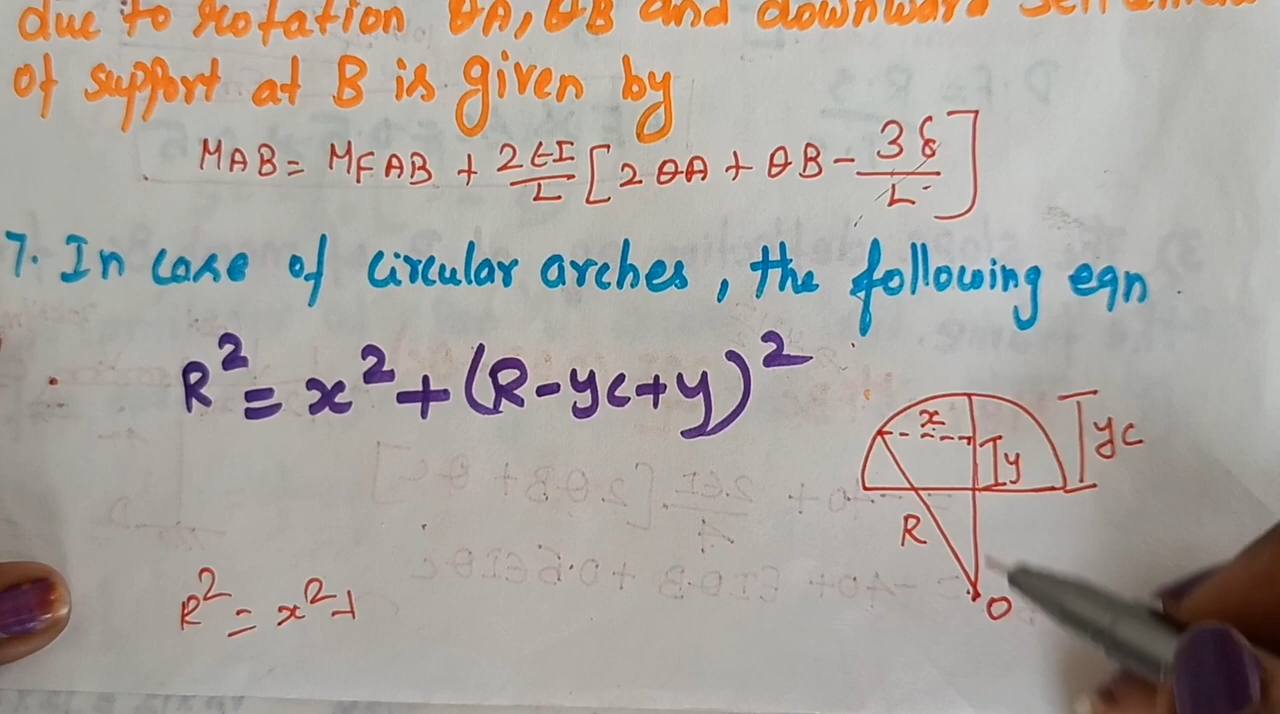 due to rotation θA, θB and downward
of support at B is given by
MAB = MFAB + 2EI/L [2θA + θB - 3δ/L]
7. In case of circular arches, the following eqn
R² = x² + (R-yc+y)²
x
yc
y
R
R² = x² +
O